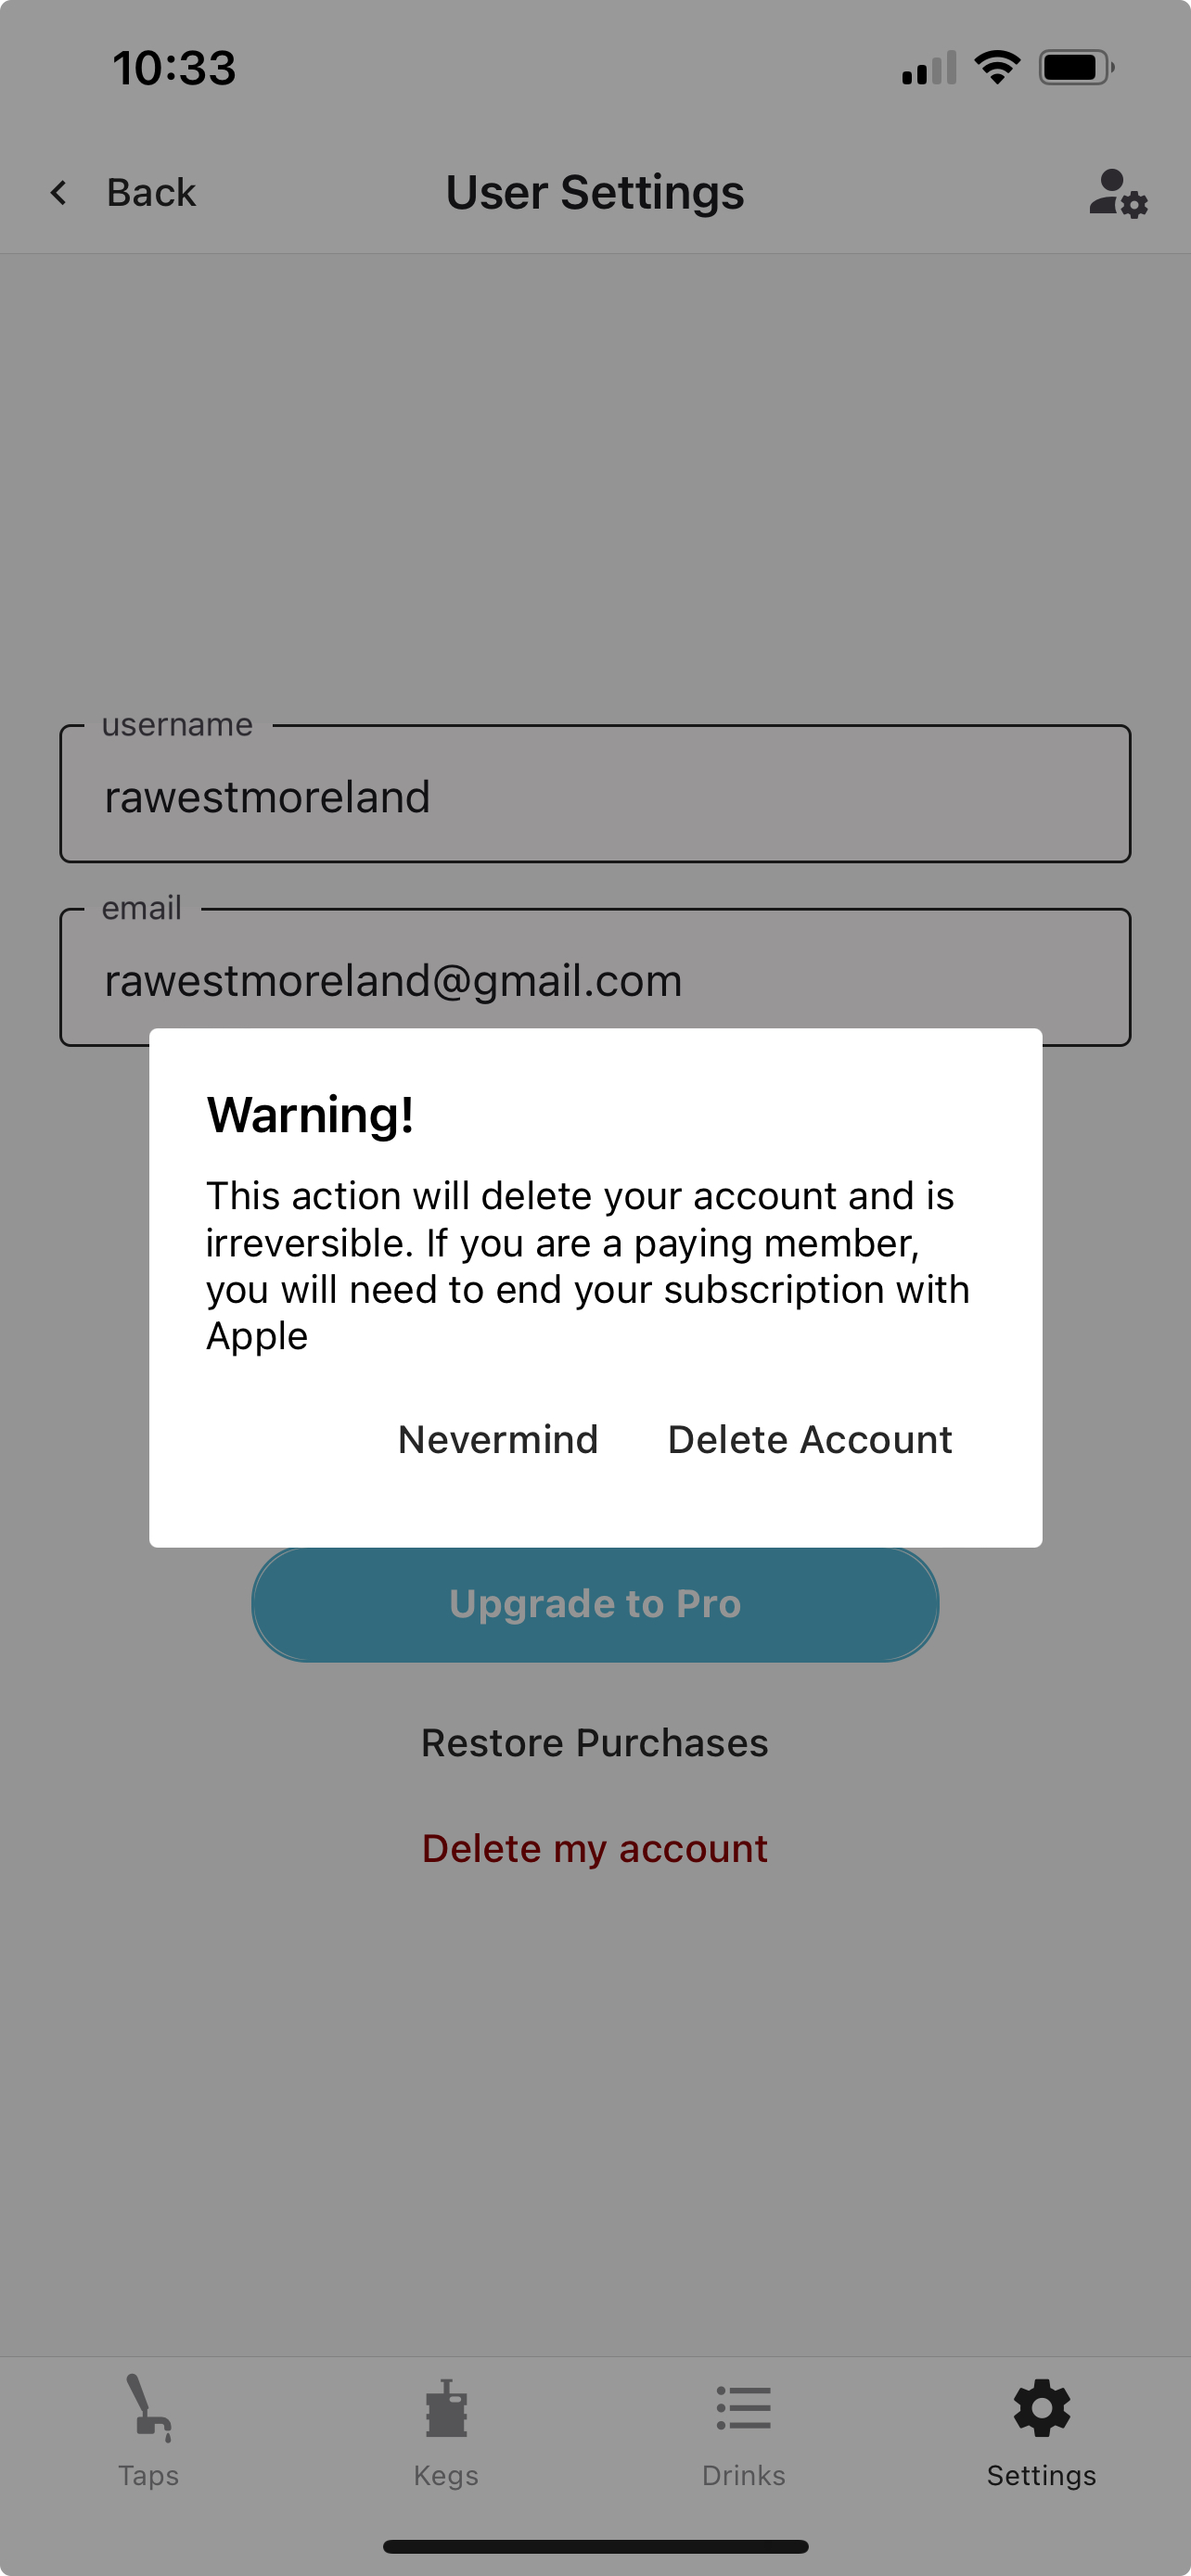 10:33
Back
User Settings
username
rawestmoreland
email
rawestmoreland@gmail.com
Warning!
This action will delete your account and is
irreversible. If you are a paying member,
you will need to end your subscription with
Apple
Nevermind
Delete Account
Upgrade to Pro
Restore Purchases
Delete my account
Taps
Kegs
Drinks
Settings